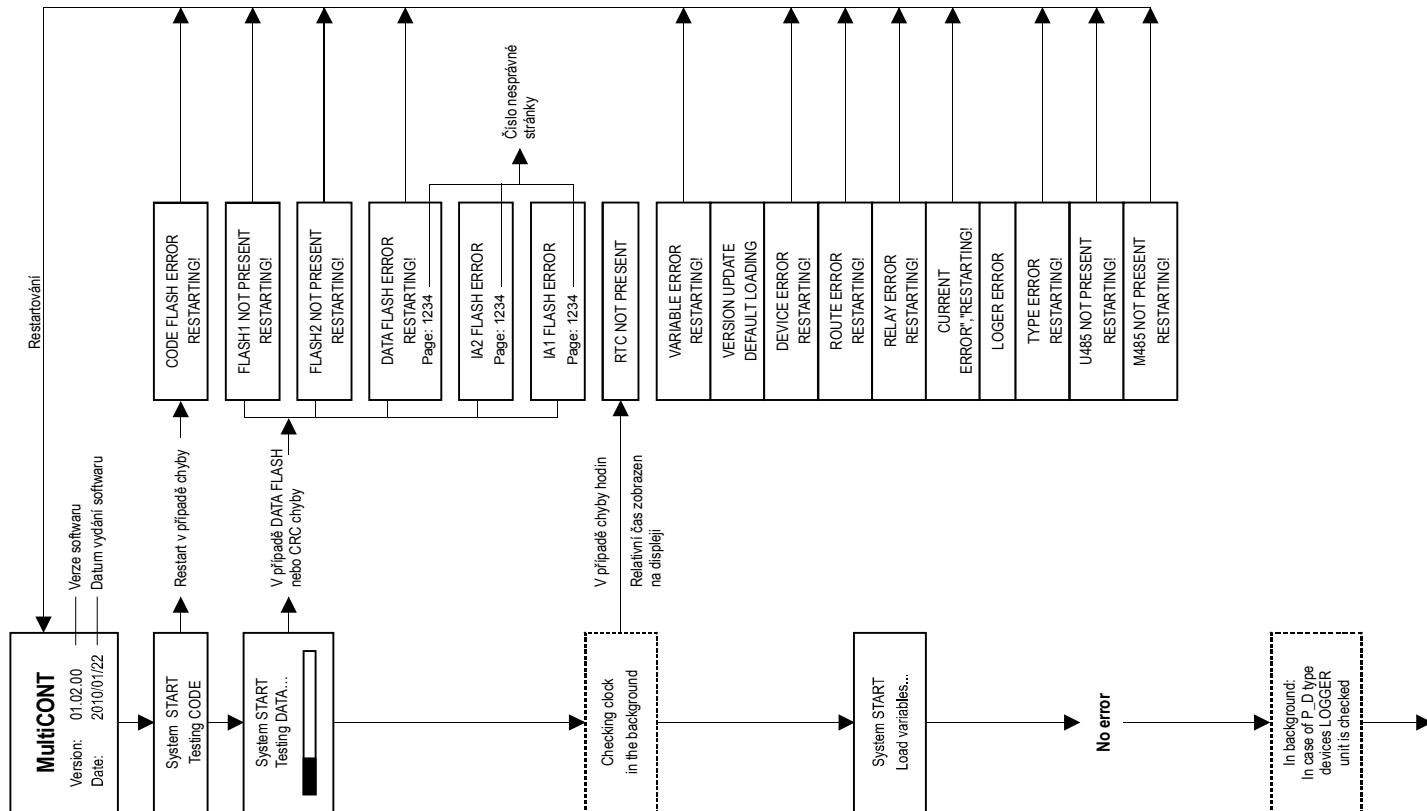 Restartování
MultiCONT
Version: 01.02.00
Date: 2010/01/22
Verze softwaru
Datum vydání softwaru
System START
Testing CODE
Restart v případě chyby
CODE FLASH ERROR
RESTARTING!
System START
Testing DATA...
V případě DATA FLASH
nebo CRC chyby
FLASH1 NOT PRESENT
RESTARTING!
FLASH2 NOT PRESENT
RESTARTING!
DATA FLASH ERROR
RESTARTING!
Page: 1234
IA2 FLASH ERROR
Page: 1234
IA1 FLASH ERROR
Page: 1234
Číslo nesprávné
stránky
Checking clock
in the background
V případě chyby hodin
Relativní čas zobrazen
na displeji
RTC NOT PRESENT
System START
Load variables...
VARIABLE ERROR
RESTARTING!
VERSION UPDATE
DEFAULT LOADING
DEVICE ERROR
RESTARTING!
ROUTE ERROR
RESTARTING!
RELAY ERROR
RESTARTING!
CURRENT
ERROR","RESTARTING!
LOGER ERROR
TYPE ERROR
RESTARTING!
U485 NOT PRESENT
RESTARTING!
M485 NOT PRESENT
RESTARTING!
No error
In background:
In case of P_D type
devices LOGGER
unit is checked